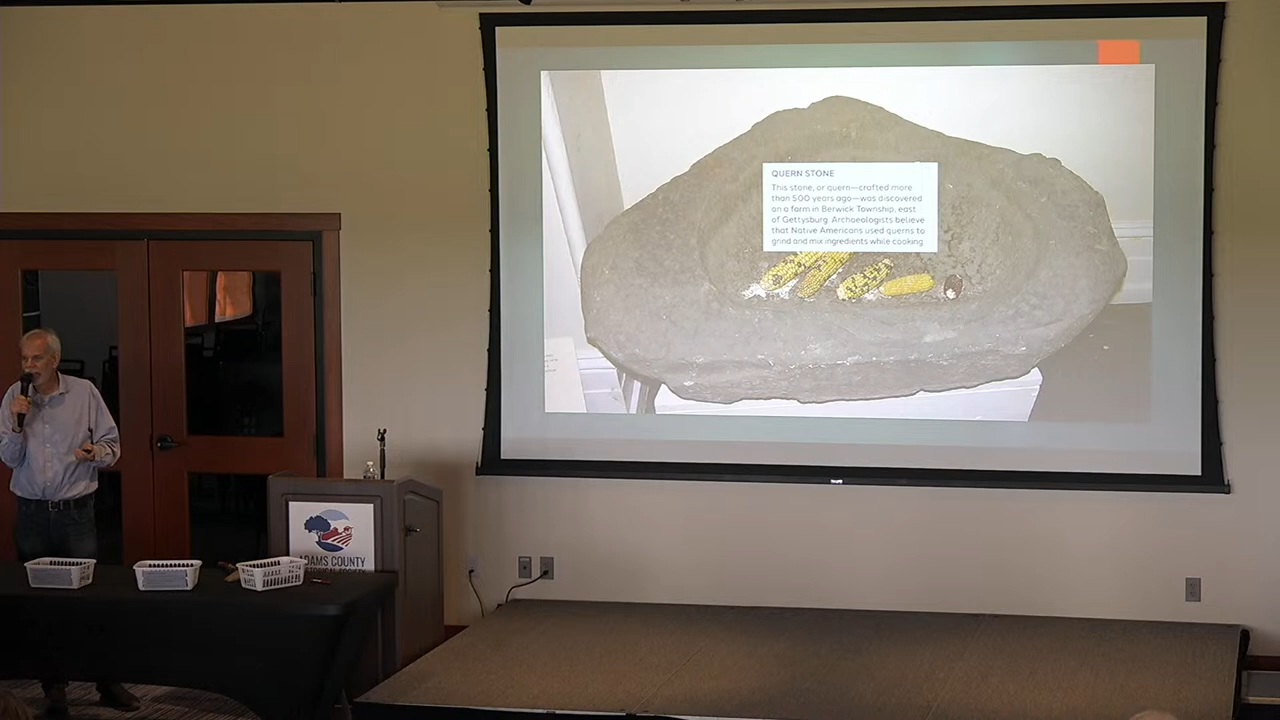 QUERN STONE
This stone, or quern—crafted more
than 500 years ago—was discovered
on a farm in Berwick Township, east
of Gettysburg. Archaeologists believe
that Native Americans used querns to
grind and mix ingredients while cooking
ADAMS COUNTY
HISTORICAL SOCIETY